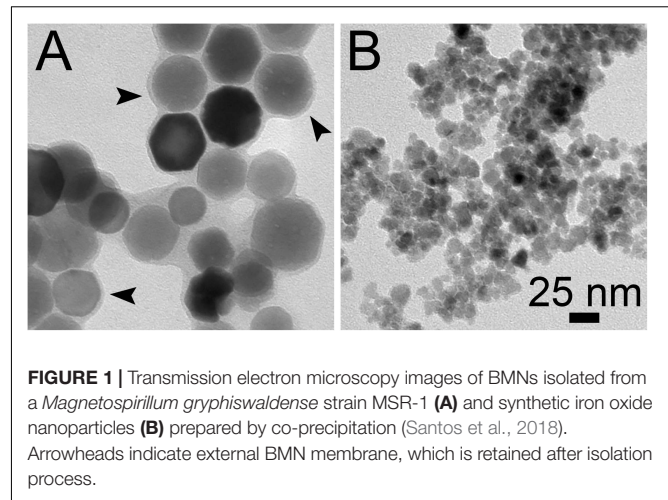 A
B
25 nm
FIGURE 1 | Transmission electron microscopy images of BMNs isolated from
a Magnetospirillum gryphiswaldense strain MSR-1 (A) and synthetic iron oxide
nanoparticles (B) prepared by co-precipitation (Santos et al., 2018).
Arrowheads indicate external BMN membrane, which is retained after isolation
process.